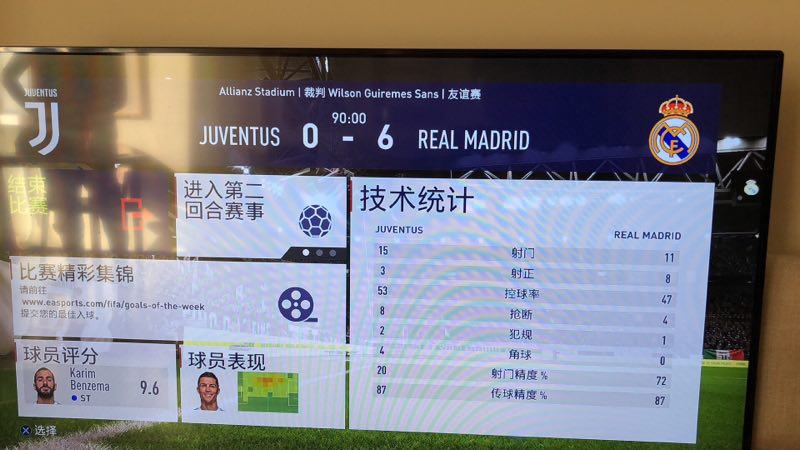 JUVENTUS
Allianz Stadium | 裁判 Wilson Guiremes Sans | 友谊赛
90:00
JUVENTUS 0 - 6 REAL MADRID
结束
比赛
进入第二
回合赛事
比赛精彩集锦
请前往
www.easports.com/fifa/goals-of-the-week
提交您的最佳入球。
球员评分
Karim
Benzema
ST
9.6
球员表现
技术统计
JUVENTUS REAL MADRID
15 射门 11
3 射正 8
53 控球率 47
8 抢断 4
2 犯规 1
4 角球 0
20 射门精度 % 72
87 传球精度 % 87
选择